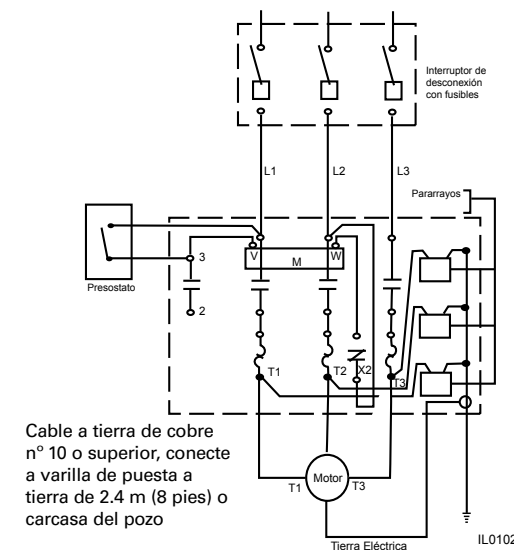 Interruptor de
desconexión
con fusibles
L1
L2
L3
Pararrayos
V
W
M
3
Presostato
2
T1
T2
X2
T3
Cable a tierra de cobre
nº 10 o superior, conecte
a varilla de puesta a
tierra de 2.4 m (8 pies) o
carcasa del pozo
T1
Motor
T3
Tierra Eléctrica
IL0102